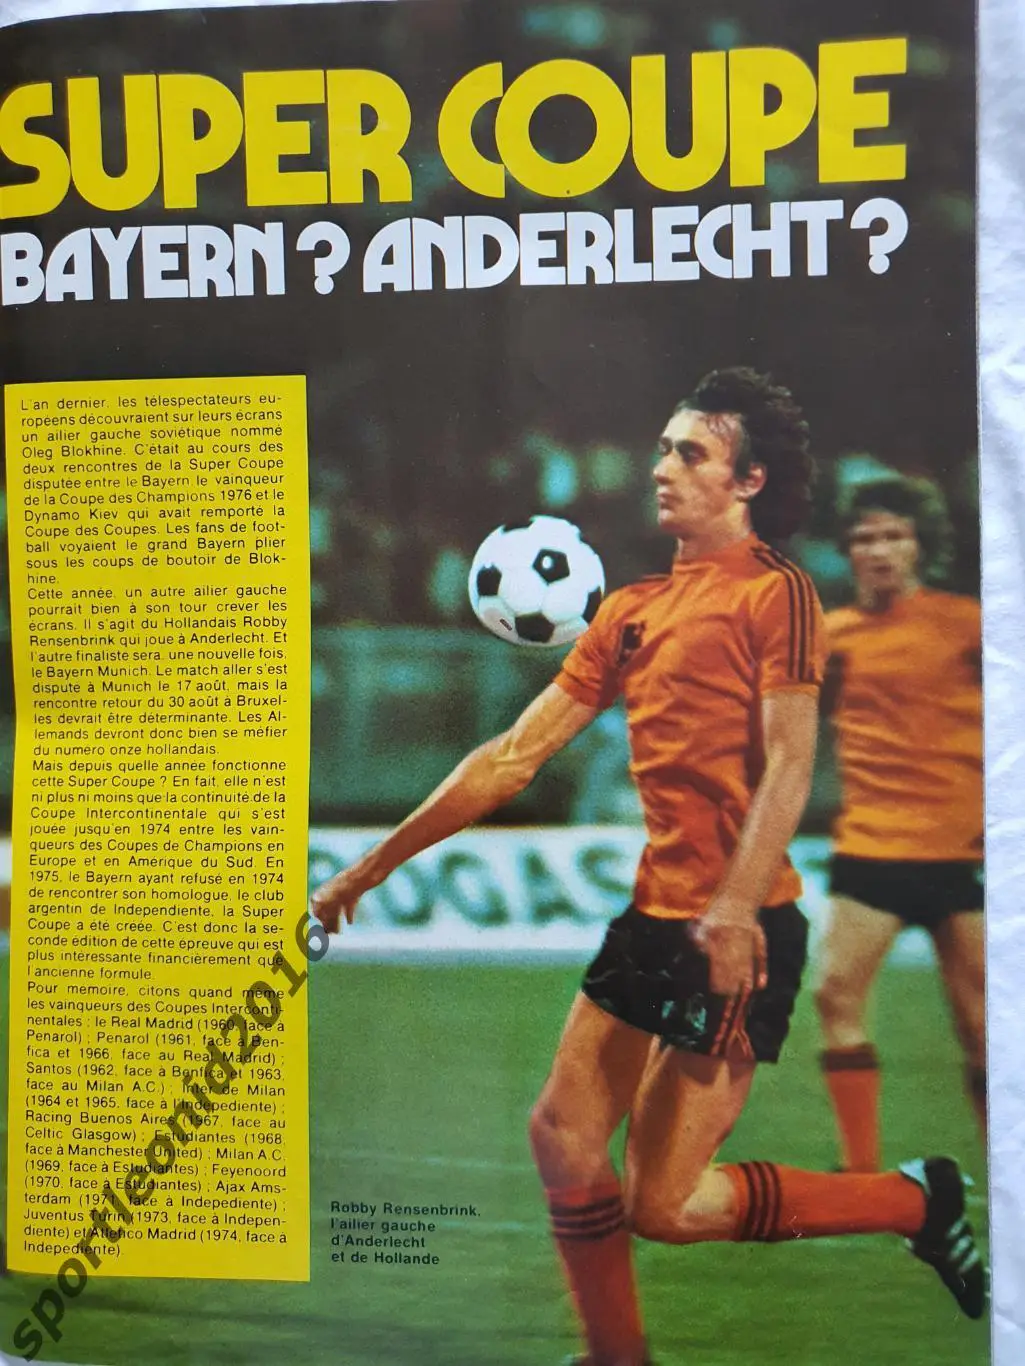 SUPER COUPE
BAYERN? ANDERLECHT?
L'an dernier, les télespectateurs eu-
ropéens découvraient sur leurs écrans
un ailier gauche soviétique nommé
Oleg Blokhine. C'était au cours des
deux rencontres de la Super Coupe
disputée entre le Bayern, le vainqueur
de la Coupe des Champions 1976 et le
Dynamo Kiev qui avait remporté la
Coupe des Coupes. Les fans de foot-
ball voyaient le grand Bayern plier
sous les coups de boutoir de Blok-
hine.
Cette année, un autre ailier gauche
pourrait bien à son tour crever les
écrans. Il s'agit du Hollandais Robby
Rensenbrink qui joue à Anderlecht. Et
l'autre finaliste sera, une nouvelle fois,
le Bayern Munich. Le match aller s'est
dispute à Munich le 17 août, mais la
rencontre retour du 30 août à Bruxel-
les devrait être déterminante. Les Al-
lemands devront donc bien se méfier
du numéro onze hollandais.
Mais depuis quelle année fonctionne
cette Super Coupe ? En fait, elle n'est
ni plus ni moins que la continuité de la
Coupe Intercontinentale qui s'est
jouée jusqu'en 1974 entre les vain-
queurs des Coupes de Champions en
Europe et en Amérique du Sud. En
1975, le Bayern ayant refusé en 1974
de rencontrer son homologue, le club
argentin de Independiente, la Super
Coupe a été créée. C'est donc la se-
conde édition de cette épreuve qui est
plus intéressante financièrement que
l'ancienne formule.
Pour memoire, citons quand même
les vainqueurs des Coupes Interconti-
nentales : le Real Madrid (1960, face à
Penarol) ; Penarol (1961, face à Ben-
fica et 1966, face au Real Madrid) ;
Santos (1962, face à Benfica et 1963,
face au Milan A.C.) ; Inter de Milan
(1964 et 1965, face à l'Indépediente) ;
Racing Buenos Aires (1967, face au
Celtic Glasgow) ; Estudiantes (1968,
face à Manchester United) ; Milan A.C.
(1969, face à Estudiantes) ; Feyenoord
(1970, face à Estudiantes) ; Ajax Ams-
terdam (1971, face à Independiente) ;
Juventus Turin (1973, face à Indepen-
diente) et Atletico Madrid (1974, face à
Indepediente).
Robby Rensenbrink,
l'ailier gauche
d'Anderlecht
et de Hollande
OGAS
sportleonid2016